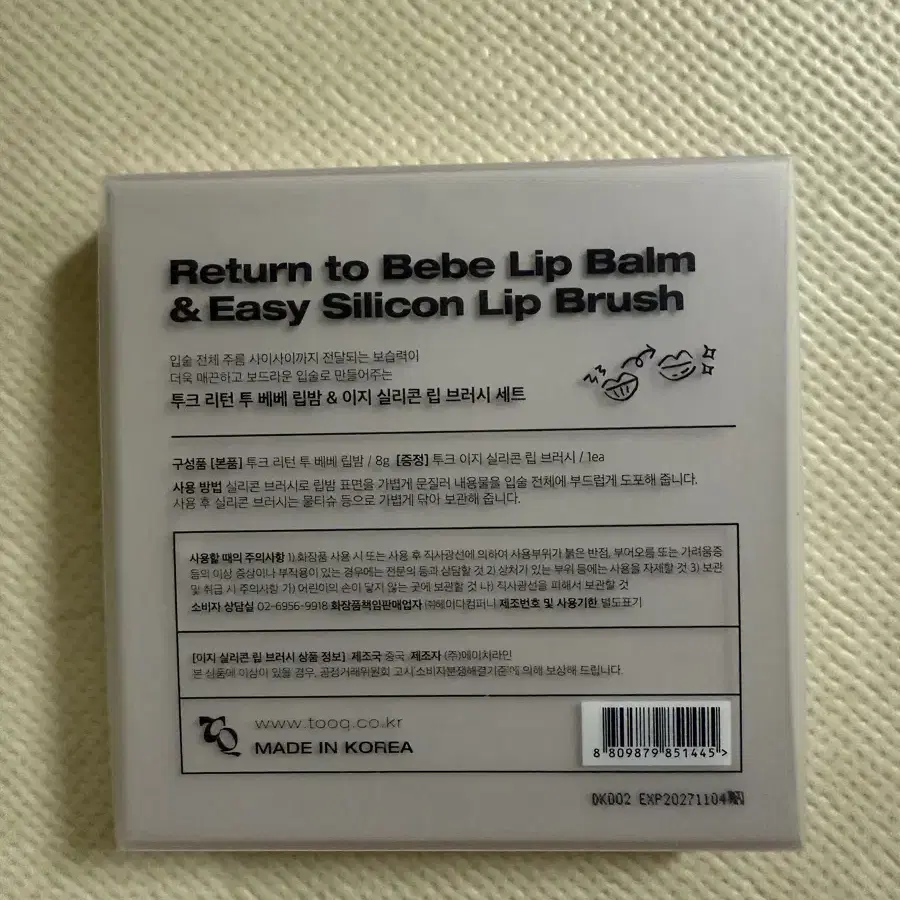 Return to Bebe Lip Balm
& Easy Silicon Lip Brush
입술 전체 주름 사이사이까지 전달되는 보습력이
더욱 매끈하고 보드라운 입술로 만들어주는
투크 리턴 투 베베 립밤 & 이지 실리콘 립 브러시 세트
구성품 [본품] 투크 리턴 투 베베 립밤 / 8g [증정] 투크 이지 실리콘 립 브러시 / 1ea
사용 방법 실리콘 브러시로 립밤 표면을 가볍게 문질러 내용물을 입술 전체에 부드럽게 도포해 줍니다.
사용 후 실리콘 브러시는 물티슈 등으로 가볍게 닦아 보관해 줍니다.
사용할 때의 주의사항 1) 화장품 사용 시 또는 사용 후 직사광선에 의하여 사용부위가 붉은 반점, 부어오름 또는 가려움증
등의 이상 증상이나 부작용이 있는 경우에는 전문의 등과 상담할 것 2) 상처가 있는 부위 등에는 사용을 자제할 것 3) 보관
및 취급 시 주의사항 가) 어린이의 손이 닿지 않는 곳에 보관할 것 나) 직사광선을 피해서 보관할 것
소비자 상담실 02-6956-9918 화장품책임판매업자 ㈜헤이다컴퍼니 제조번호 및 사용기한 별도표기
[이지 실리콘 립 브러시 상품 정보] 제조국 중국 제조자 (주)에이치라인
본 상품에 이상이 있을 경우, 공정거래위원회 고시 '소비자분쟁해결기준'에 의해 보상해 드립니다.
TQ www.tooq.co.kr
MADE IN KOREA
8 809879 851445 >
DK002 EXP20271104